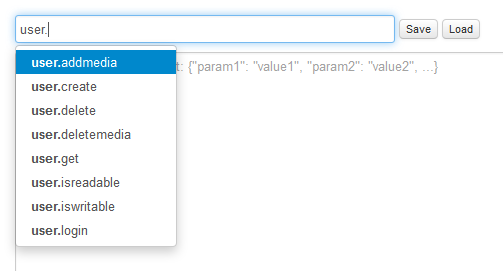 user. Save Load
user.addmedia t: {"param1": "value1", "param2": "value2", ...}
user.create
user.delete
user.deletemedia
user.get
user.isreadable
user.iswritable
user.login